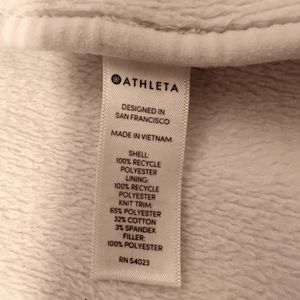 ATHLETA
DESIGNED IN
SAN FRANCISCO
MADE IN VIETNAM
SHELL:
100% RECYCLE
POLYESTER
LINING:
100% RECYCLE
POLYESTER
KNIT TRIM:
65% POLYESTER
32% COTTON
3% SPANDEX
FILLER:
100% POLYESTER
RN 54023